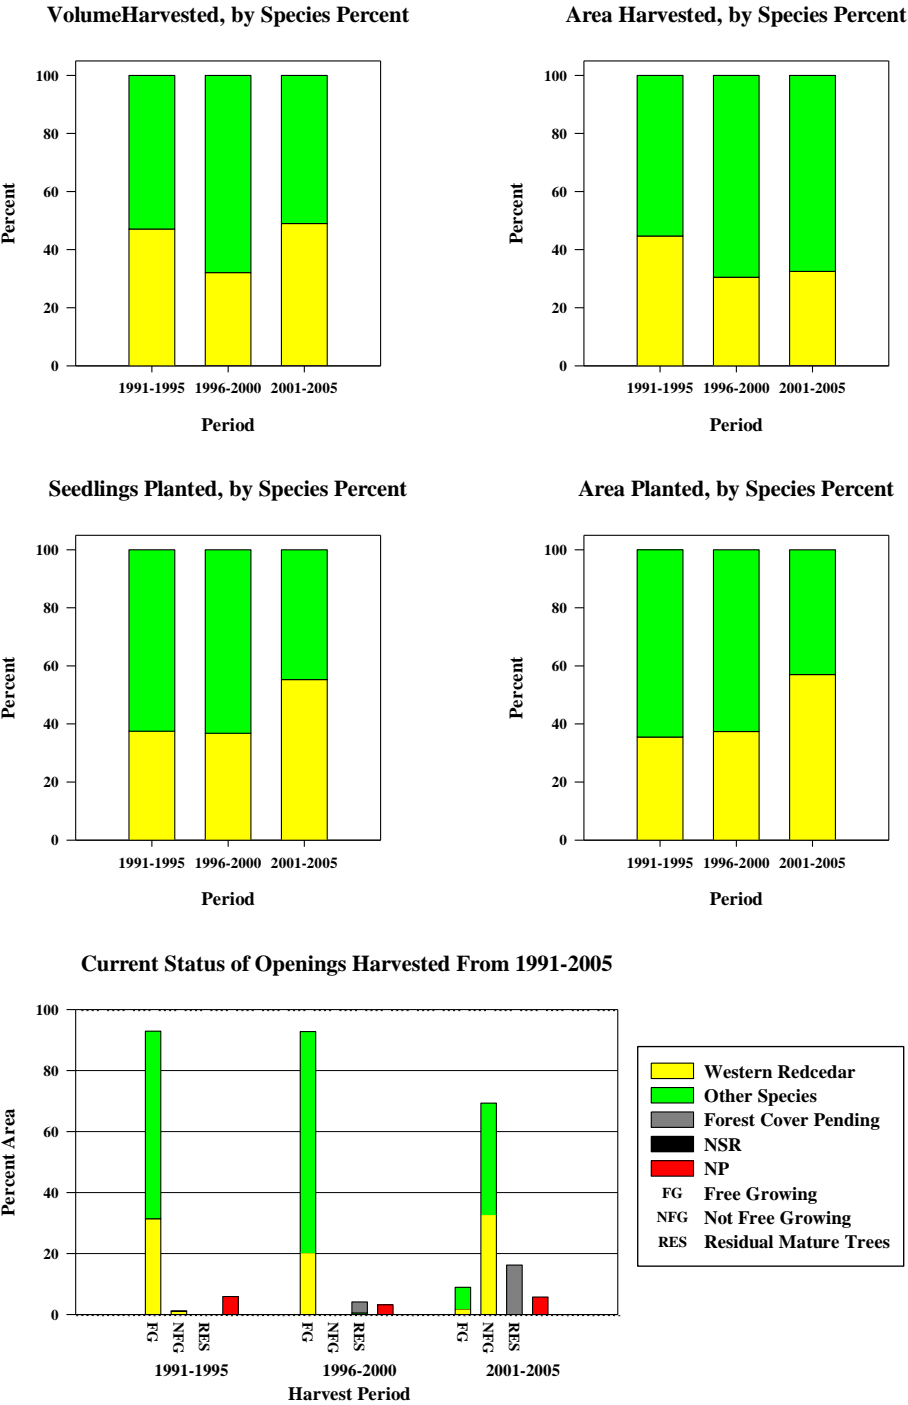 VolumeHarvested, by Species Percent
Percent
100
80
60
40
20
0
1991-1995 1996-2000 2001-2005
Period
Area Harvested, by Species Percent
Percent
100
80
60
40
20
0
1991-1995 1996-2000 2001-2005
Period
Seedlings Planted, by Species Percent
Percent
100
80
60
40
20
0
1991-1995 1996-2000 2001-2005
Period
Area Planted, by Species Percent
Percent
100
80
60
40
20
0
1991-1995 1996-2000 2001-2005
Period
Current Status of Openings Harvested From 1991-2005
Percent Area
100
80
60
40
20
0
FG NFG RES FG NFG RES FG NFG RES
1991-1995 1996-2000 2001-2005
Harvest Period
Western Redcedar
Other Species
Forest Cover Pending
NSR
NP
FG Free Growing
NFG Not Free Growing
RES Residual Mature Trees